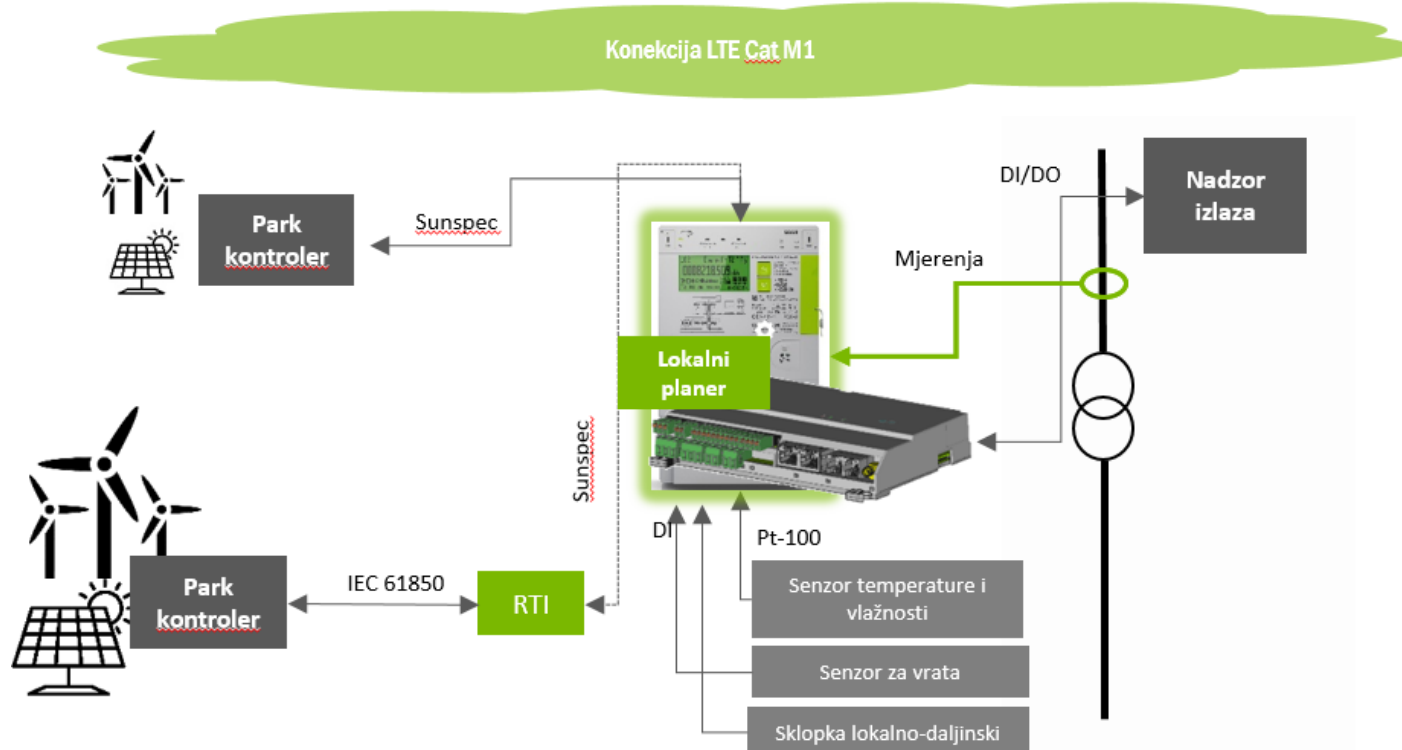 Konekcija LTE Cat M1
DI/DO
Nadzor
izlaza
Park
kontroler
Sunspec
Mjerenja
Lokalni
planer
Sunspec
DI
Pt-100
Senzor temperature i
vlažnosti
IEC 61850
Park
kontroler
RTI
Senzor za vrata
Sklopka lokalno-daljinski